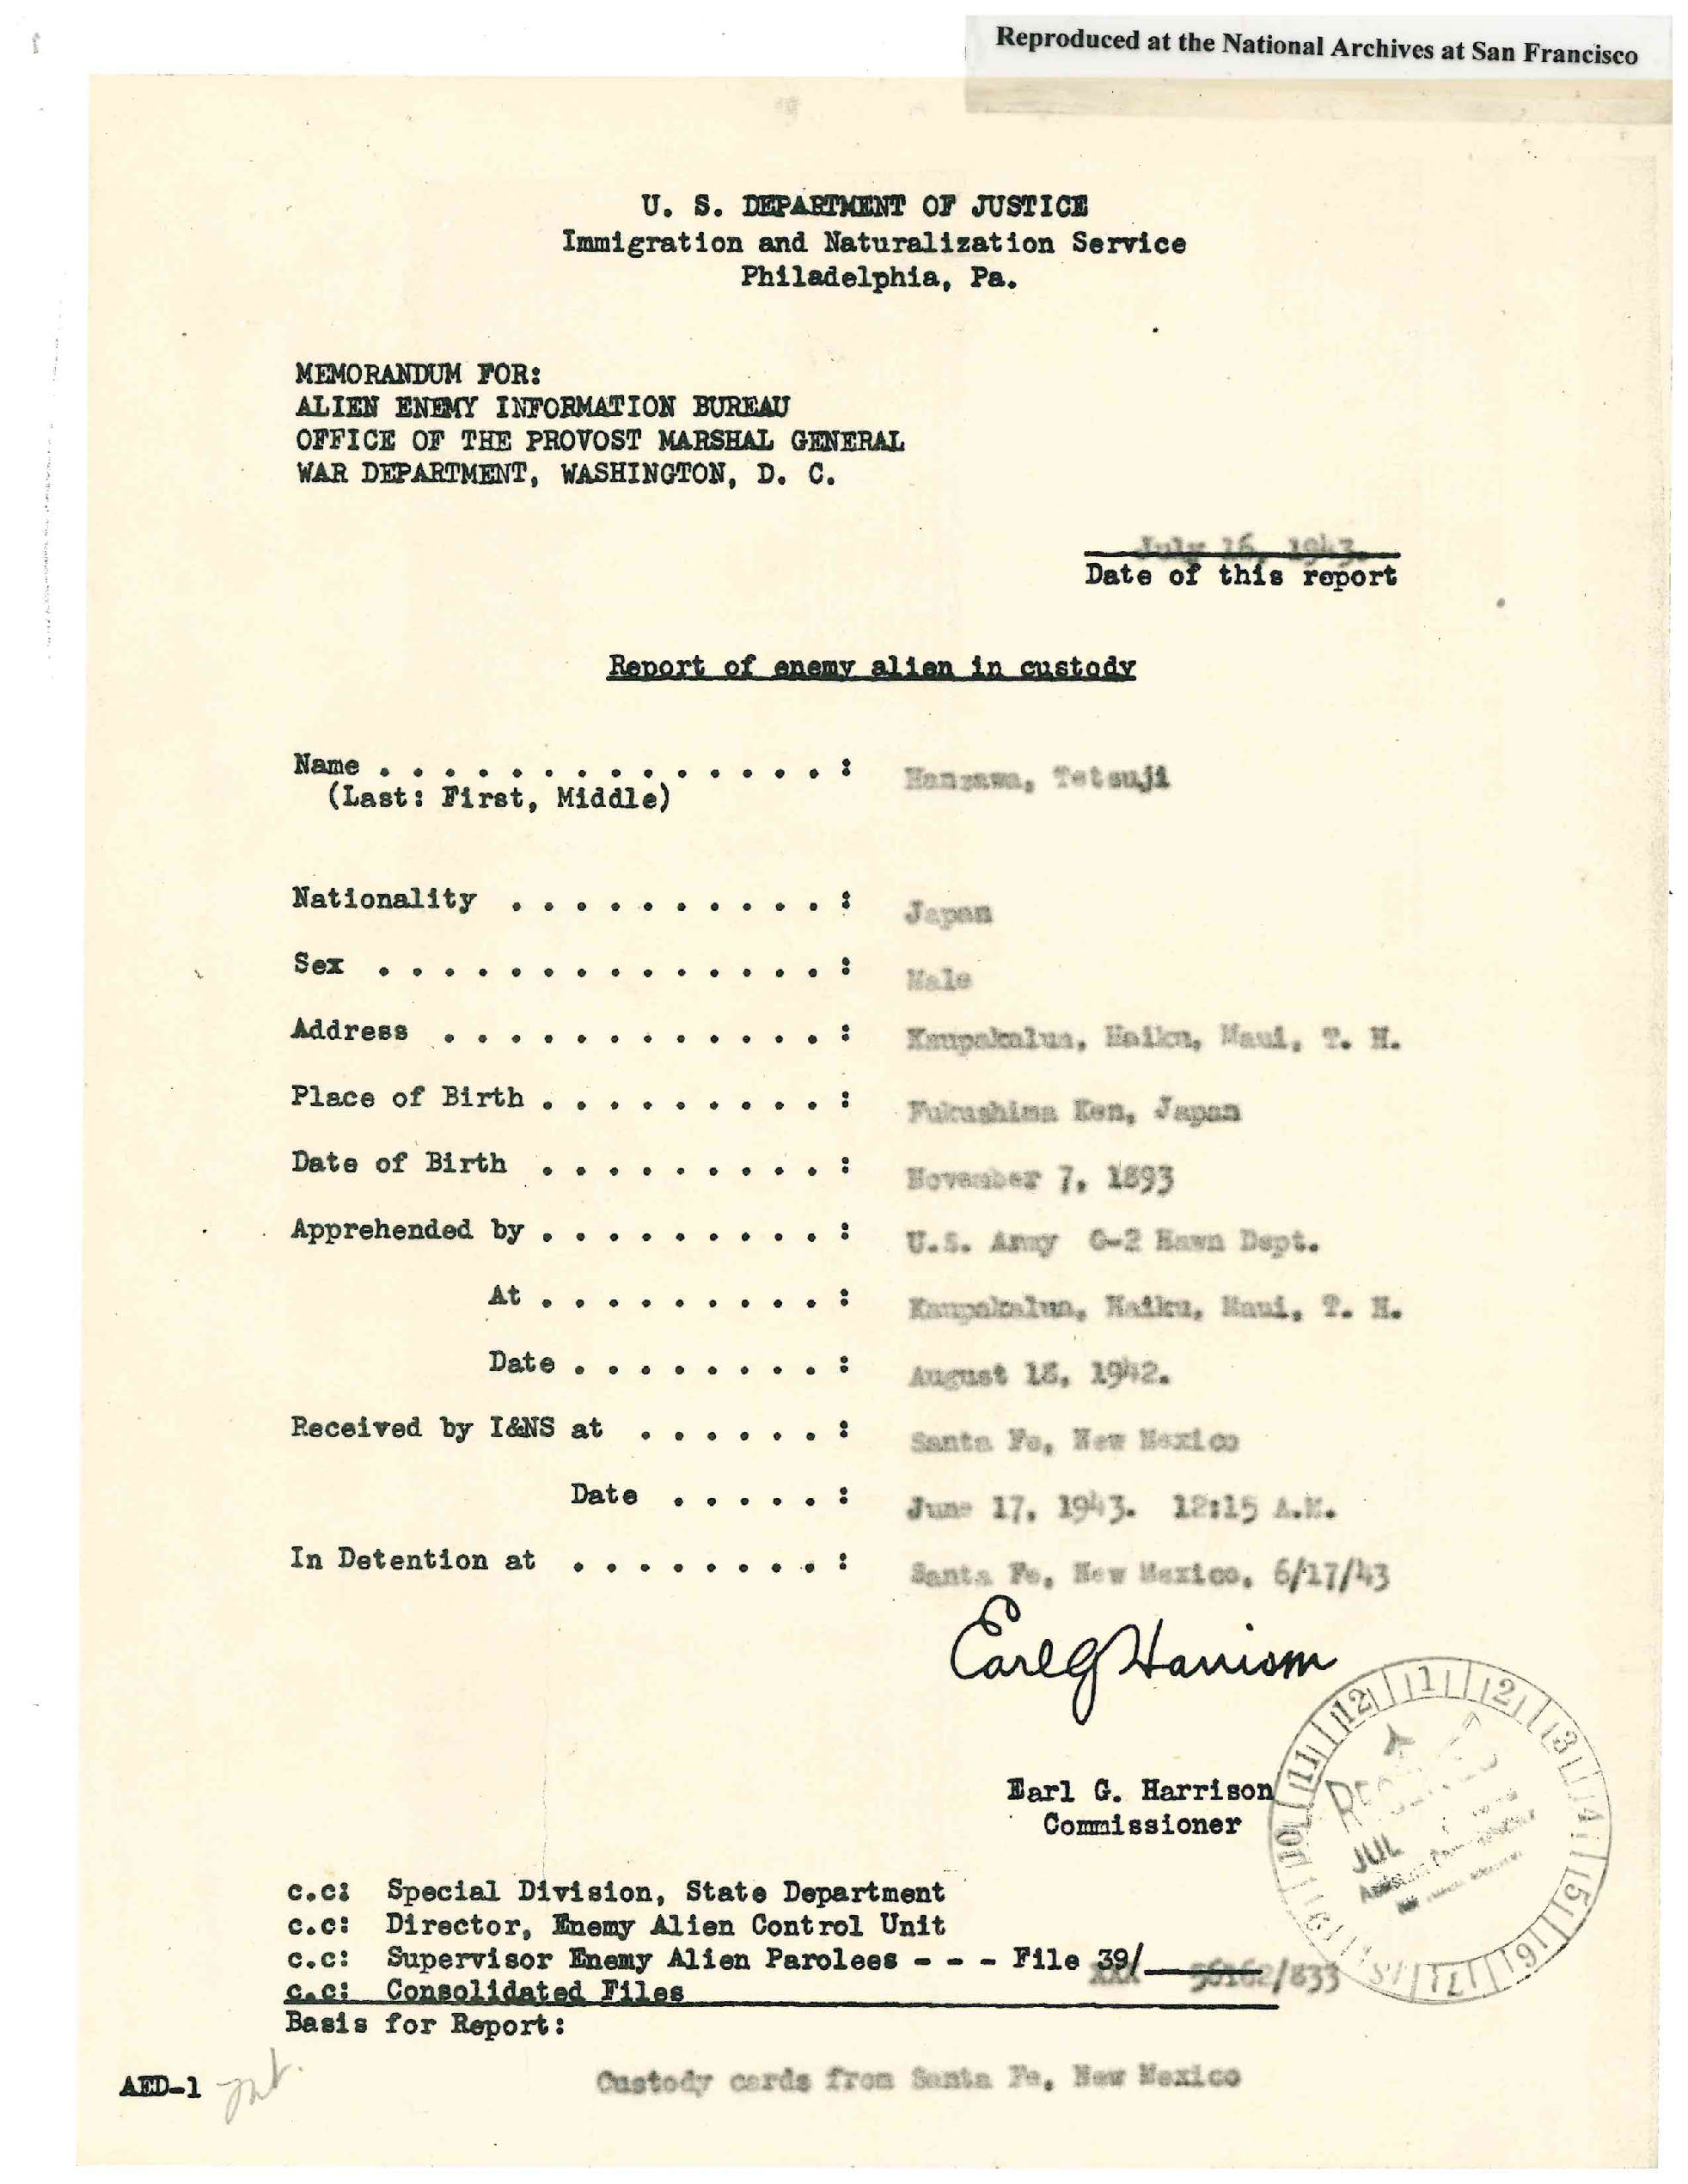 Reproduced at the National Archives at San Francisco
U. S. DEPARTMENT OF JUSTICE
Immigration and Naturalization Service
Philadelphia, Pa.
MEMORANDUM FOR:
ALIEN ENEMY INFORMATION BUREAU
OFFICE OF THE PROVOST MARSHAL GENERAL
WAR DEPARTMENT, WASHINGTON, D. C.
July 16, 1943.
Date of this report
Report of enemy alien in custody
Name . . . . . . . . . . . . . . . : Hanzawa, Tetsuji
(Last: First, Middle)
Nationality . . . . . . . . . . : Japan
Sex . . . . . . . . . . . . . . : Male
Address . . . . . . . . . . . . : Kaupakalua, Haiku, Maui, T. H.
Place of Birth . . . . . . . . . : Fukushima Ken, Japan
Date of Birth . . . . . . . . . : November 7, 1893
Apprehended by . . . . . . . . . : U.S. Army G-2 Hawn Dept.
At . . . . . . . . . : Kaupakalua, Haiku, Maui, T. H.
Date . . . . . . . . : August 18, 1942.
Received by I&NS at . . . . . . : Santa Fe, New Mexico
Date . . . . . : June 17, 1943. 12:15 A.M.
In Detention at . . . . . . . . : Santa Fe, New Mexico, 6/17/43
Earl G Harrison
Earl G. Harrison
Commissioner
12 1 2 3 4 5 6 7 8 9 10 11
RECEIVED
JUL
c.c: Special Division, State Department
c.c: Director, Enemy Alien Control Unit
c.c: Supervisor Enemy Alien Parolees - - - File 39/ 56162/833
c.c: Consolidated Files
Basis for Report:
AED-1
Custody cards from Santa Fe, New Mexico